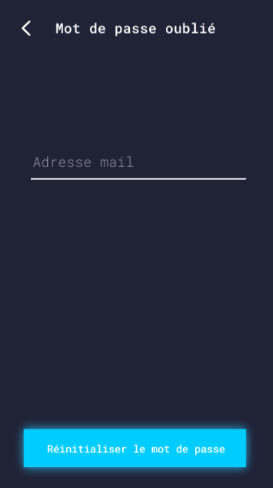 Mot de passe oublié
Adresse mail
Réinitialiser le mot de passe